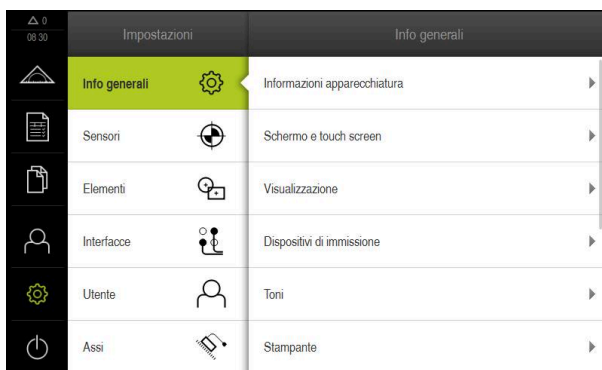 0
08 30
Impostazioni
Info generali
Info generali
Informazioni apparecchiatura
Sensori
Schermo e touch screen
Elementi
Visualizzazione
Interfacce
Dispositivi di immissione
Utente
Toni
Assi
Stampante